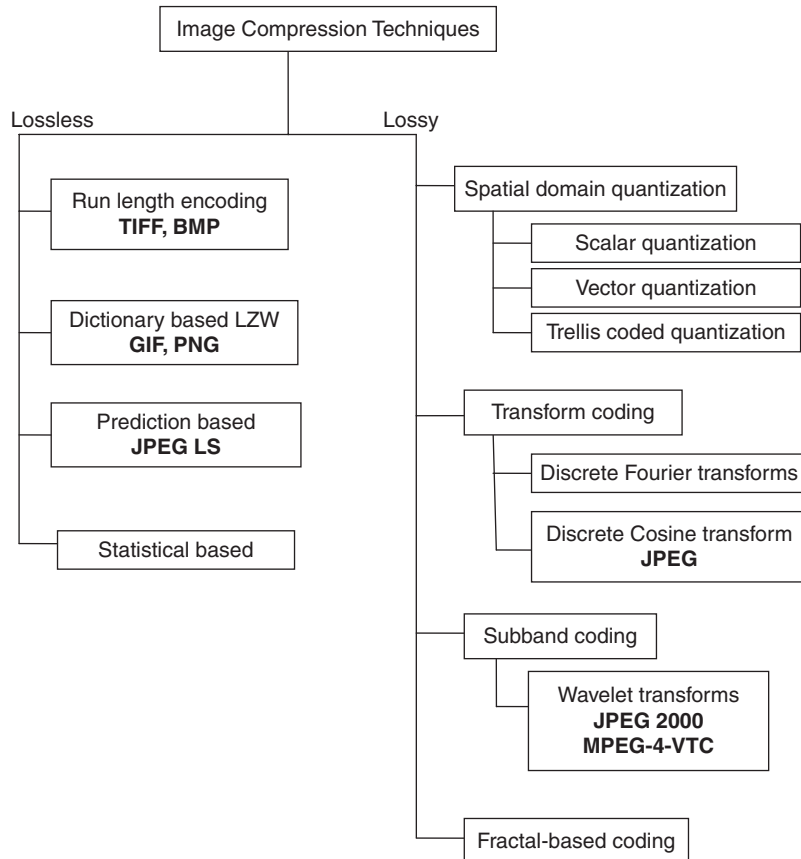 Image Compression Techniques
Lossless
Lossy
Run length encoding
TIFF, BMP
Dictionary based LZW
GIF, PNG
Prediction based
JPEG LS
Statistical based
Spatial domain quantization
Scalar quantization
Vector quantization
Trellis coded quantization
Transform coding
Discrete Fourier transforms
Discrete Cosine transform
JPEG
Subband coding
Wavelet transforms
JPEG 2000
MPEG-4-VTC
Fractal-based coding